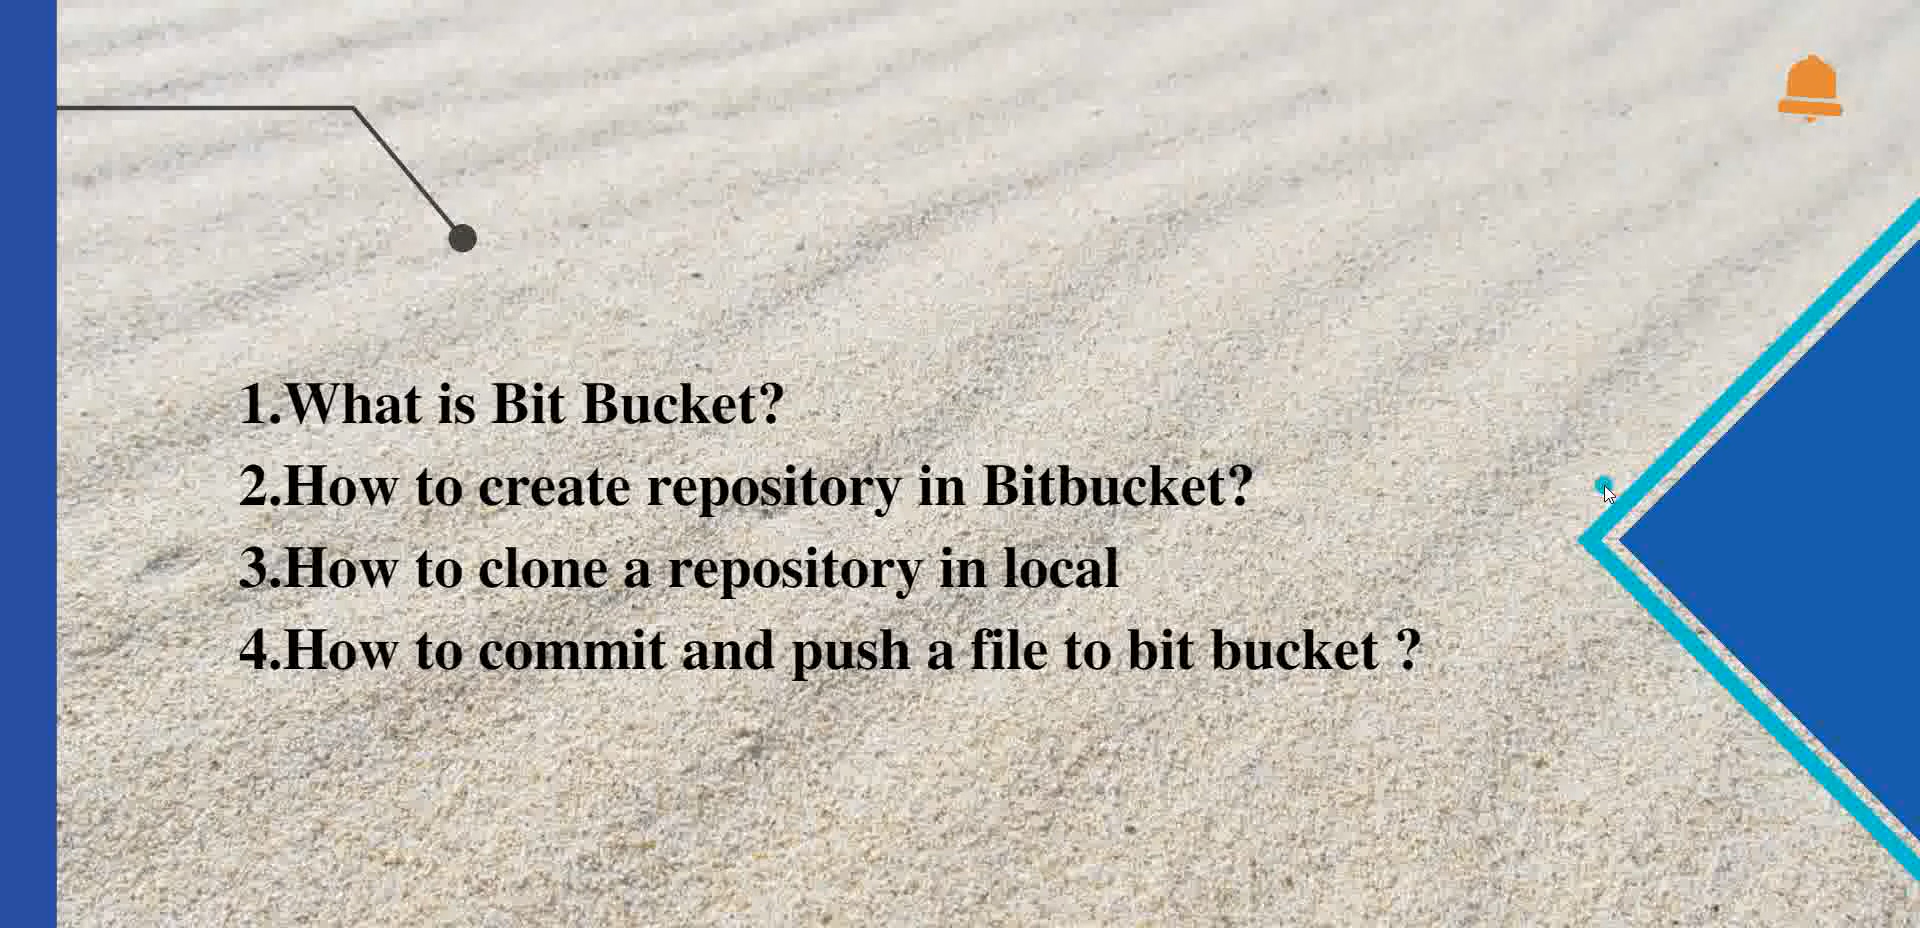 1.What is Bit Bucket?
2.How to create repository in Bitbucket?
3.How to clone a repository in local
4.How to commit and push a file to bit bucket ?